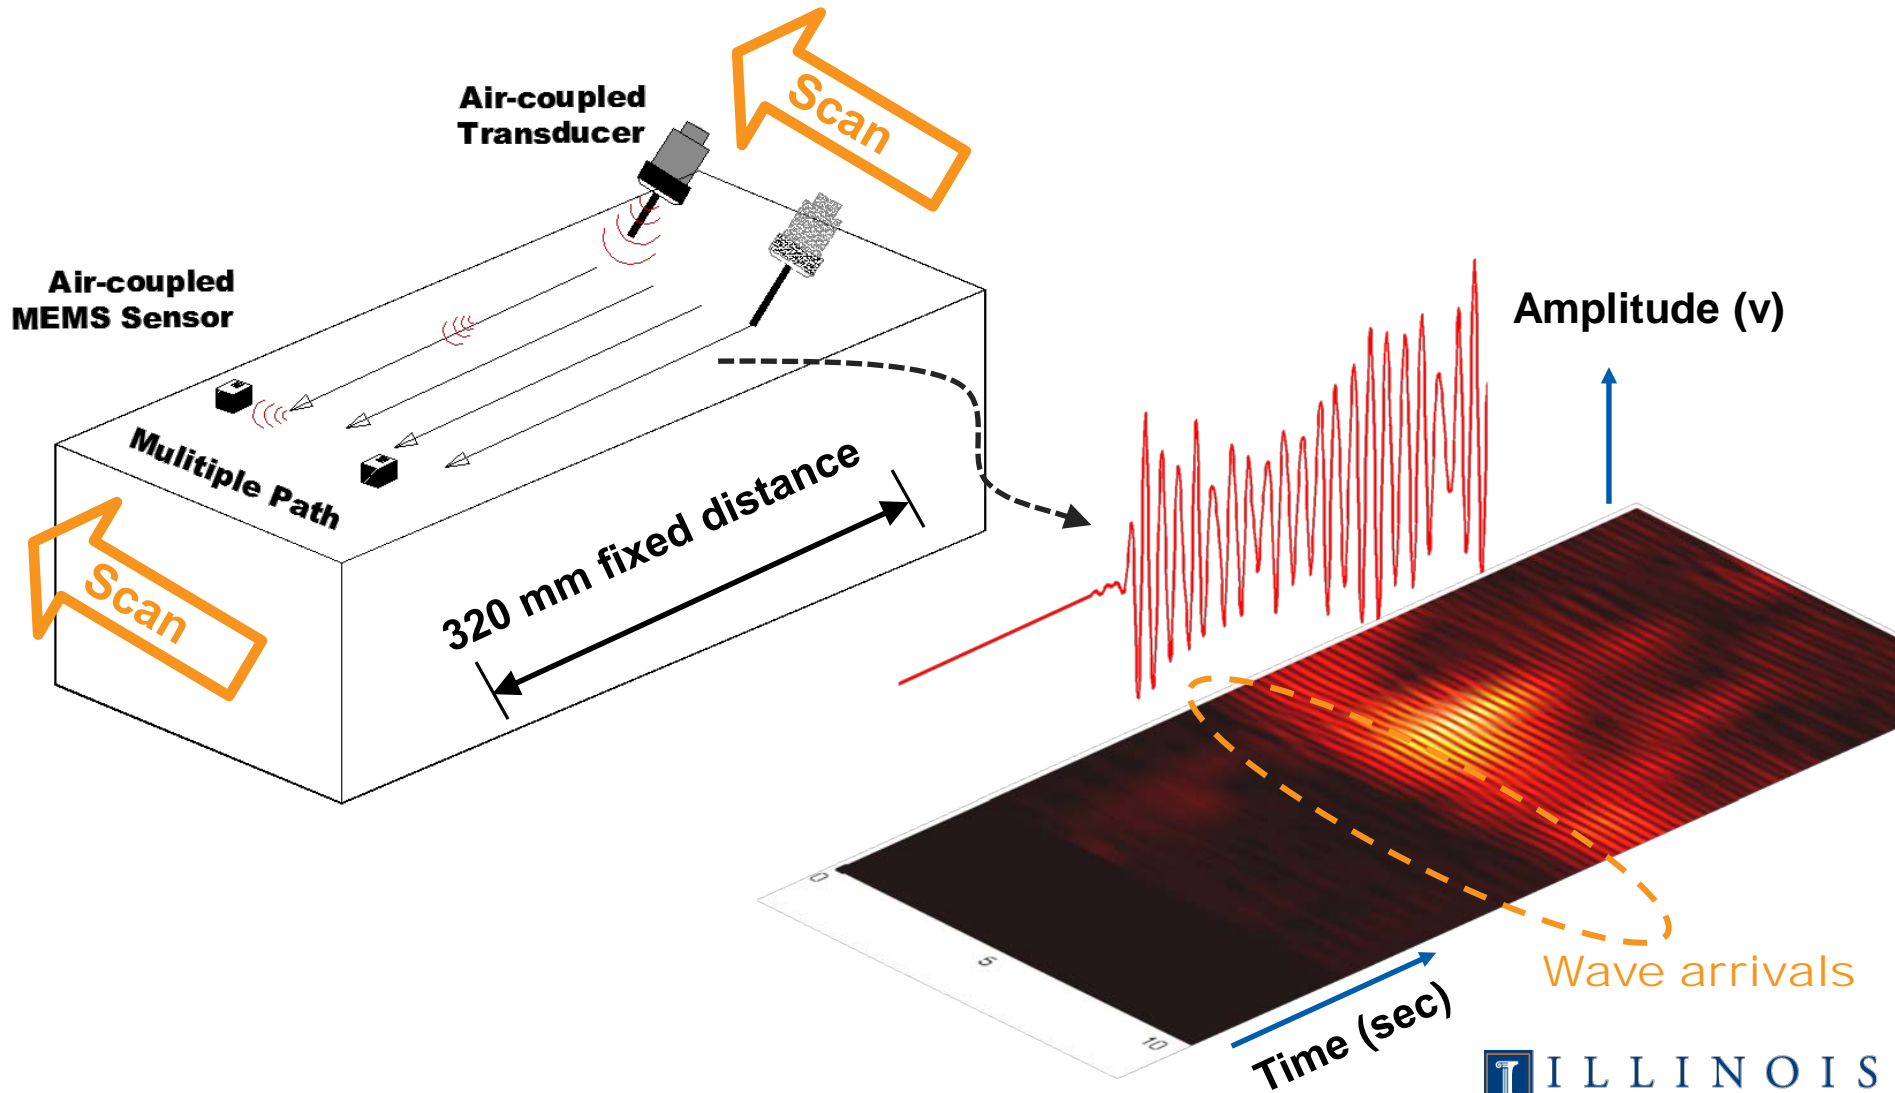 Scan
Air-coupled
Transducer
Air-coupled
MEMS Sensor
Mulitiple Path
Scan
320 mm fixed distance
Amplitude (v)
0
5
10
Time (sec)
Wave arrivals
ILLINOIS